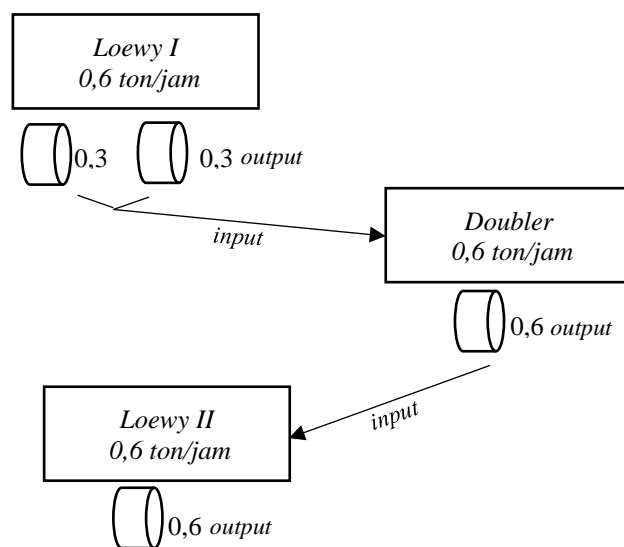 Loewy I
0,6 ton/jam
0,3
0,3 output
input
Doubler
0,6 ton/jam
0,6 output
input
Loewy II
0,6 ton/jam
0,6 output